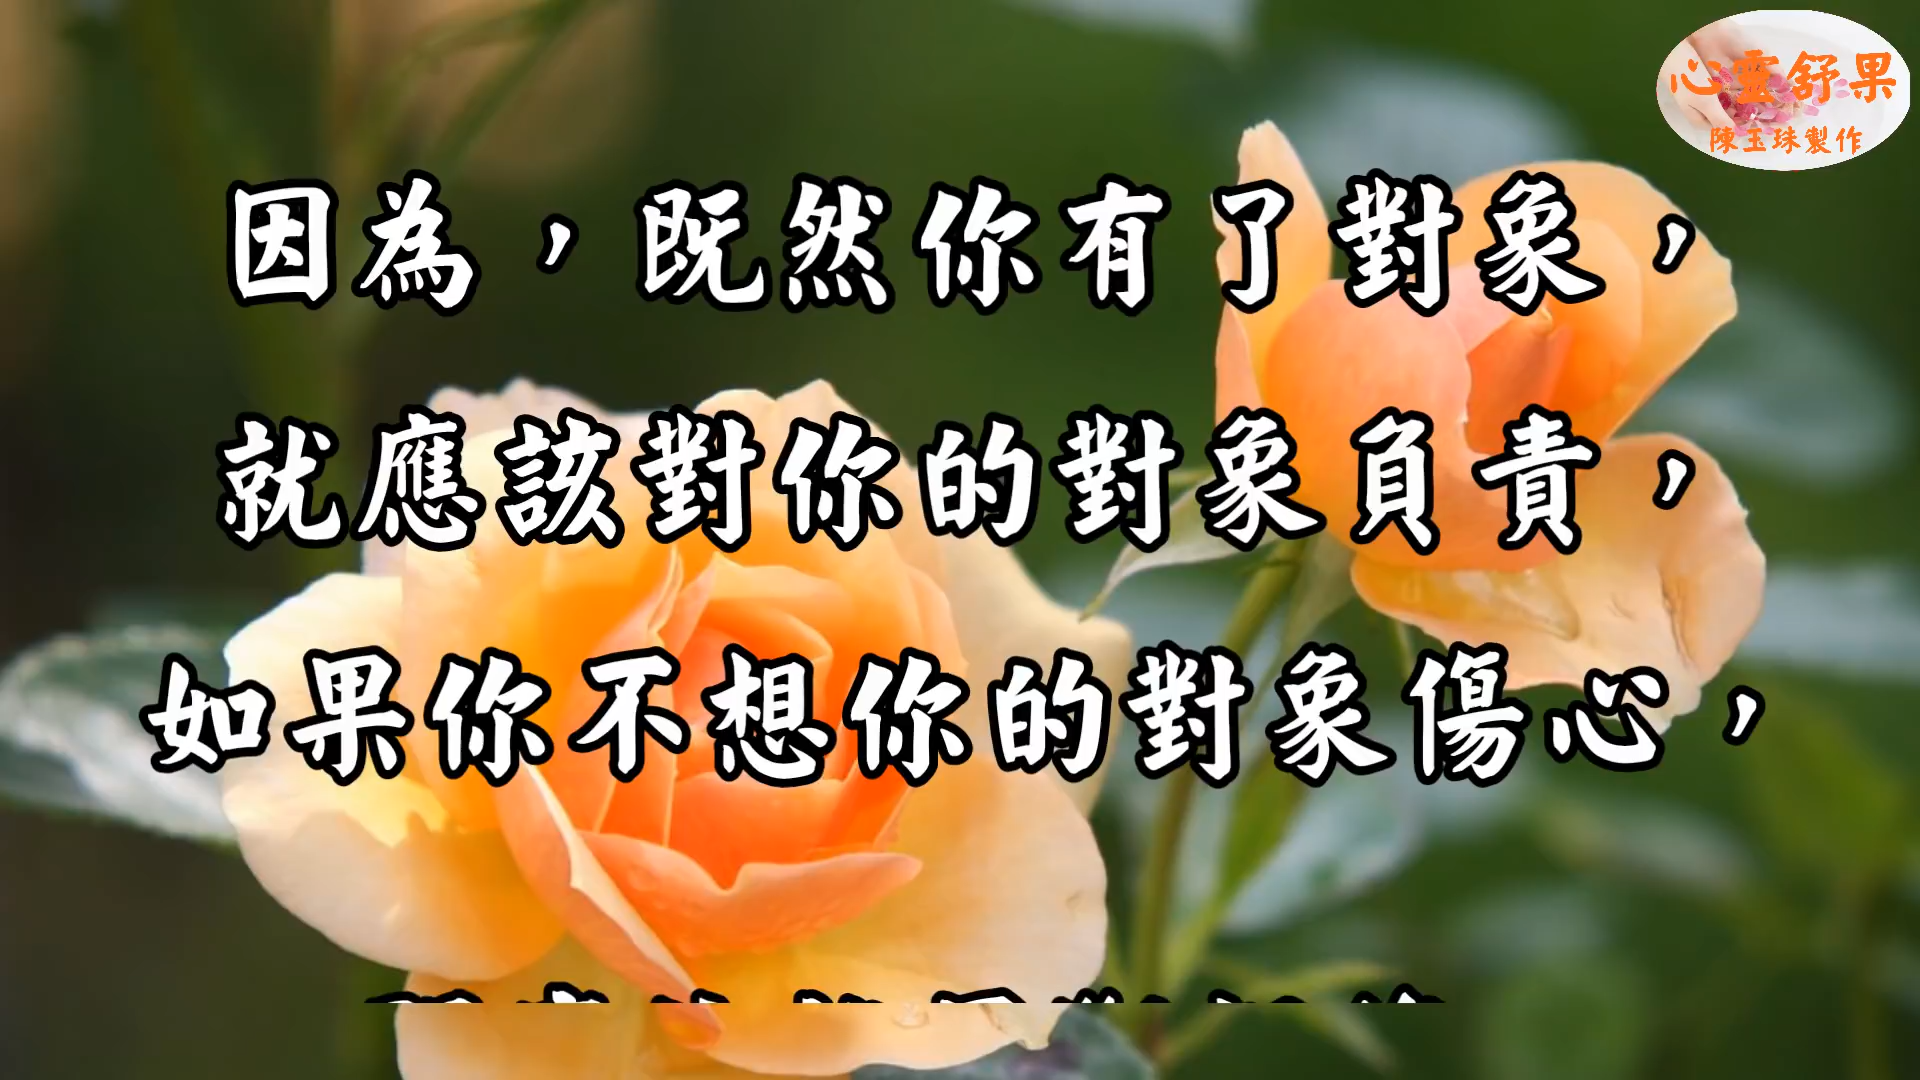 心靈舒果
陳玉珠製作
因為，既然你有了對象，
就應該對你的對象負責，
如果你不想你的對象傷心，